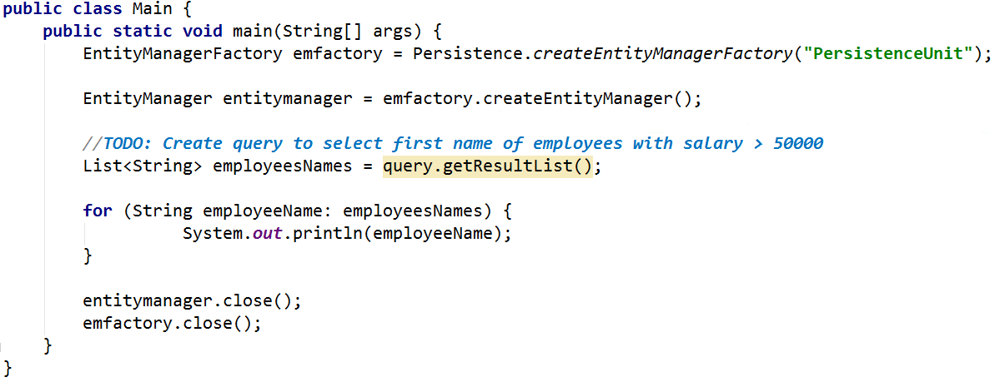 public class Main {
public static void main(String[] args) {
EntityManagerFactory emfactory = Persistence.createEntityManagerFactory("PersistenceUnit");
EntityManager entitymanager = emfactory.createEntityManager();
//TODO: Create query to select first name of employees with salary > 50000
List<String> employeesNames = query.getResultList();
for (String employeeName: employeesNames) {
System.out.println(employeeName);
}
entitymanager.close();
emfactory.close();
}
}